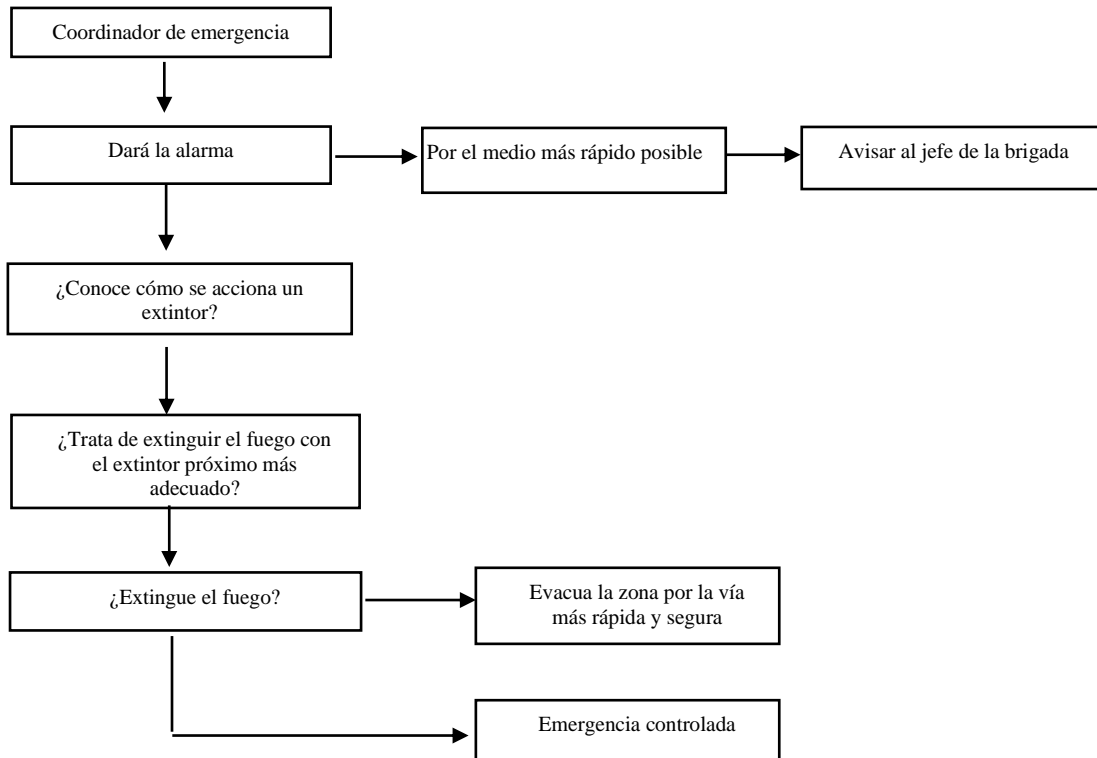 Coordinador de emergencia
Dará la alarma
Por el medio más rápido posible
Avisar al jefe de la brigada
¿Conoce cómo se acciona un
extintor?
¿Trata de extinguir el fuego con
el extintor próximo más
adecuado?
¿Extingue el fuego?
Evacua la zona por la vía
más rápida y segura
Emergencia controlada